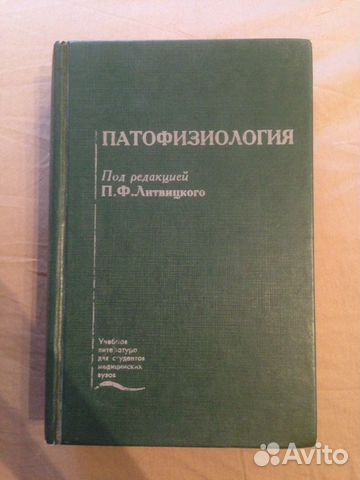 ПАТОФИЗИОЛОГИЯ
Под редакцией
П.Ф.Литвицкого
Учебная
литература
для студентов
медицинских
вузов
Avito